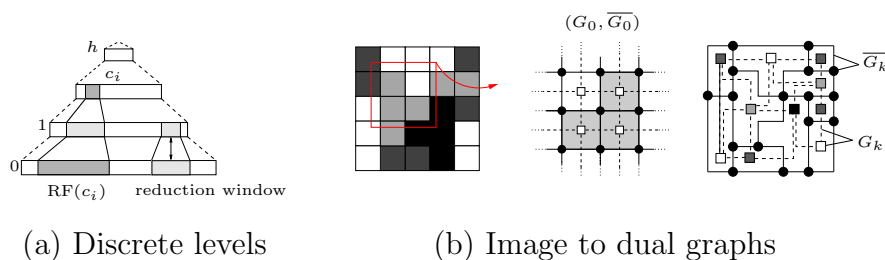 h
c_i
1
0
RF(c_i)
reduction window
(a) Discrete levels
(G_0, \overline{G_0})
\overline{G_k}
G_k
(b) Image to dual graphs